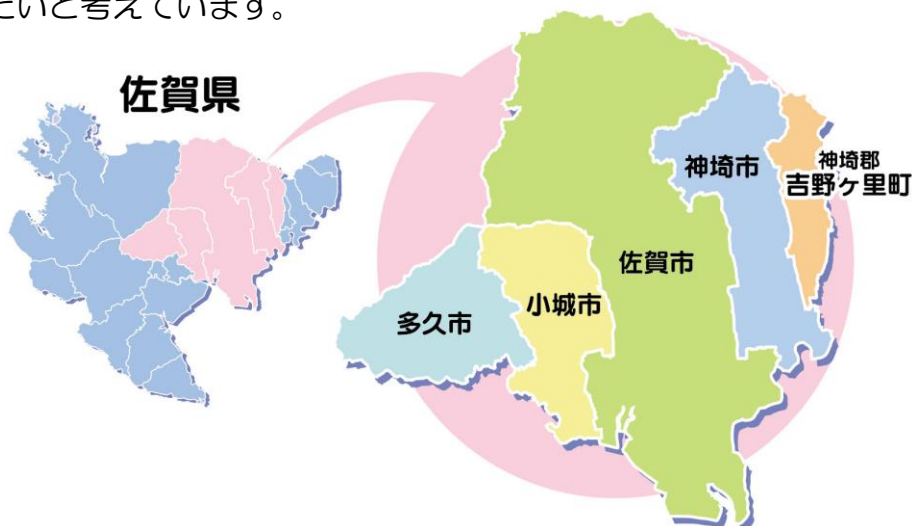 たいと考えています。
佐賀県
神埼市
神埼郡
吉野ヶ里町
佐賀市
小城市
多久市